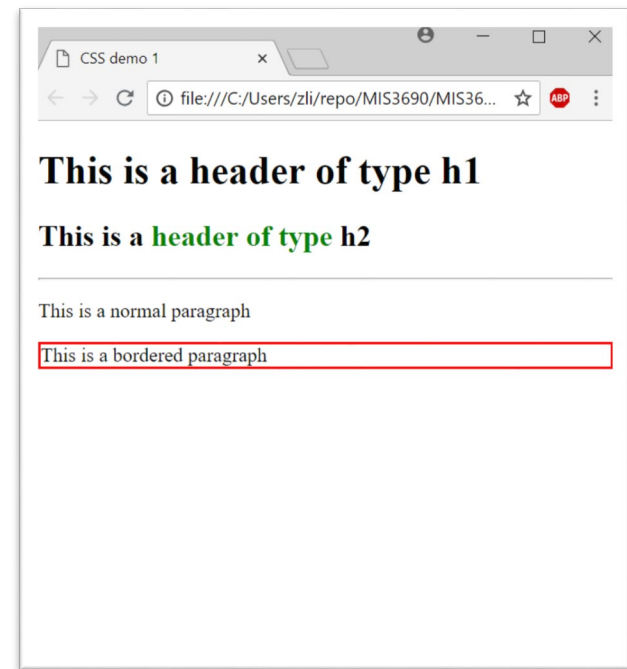 CSS demo 1
file:///C:/Users/zli/repo/MIS3690/MIS36...
ABP
This is a header of type h1
This is a header of type h2
This is a normal paragraph
This is a bordered paragraph